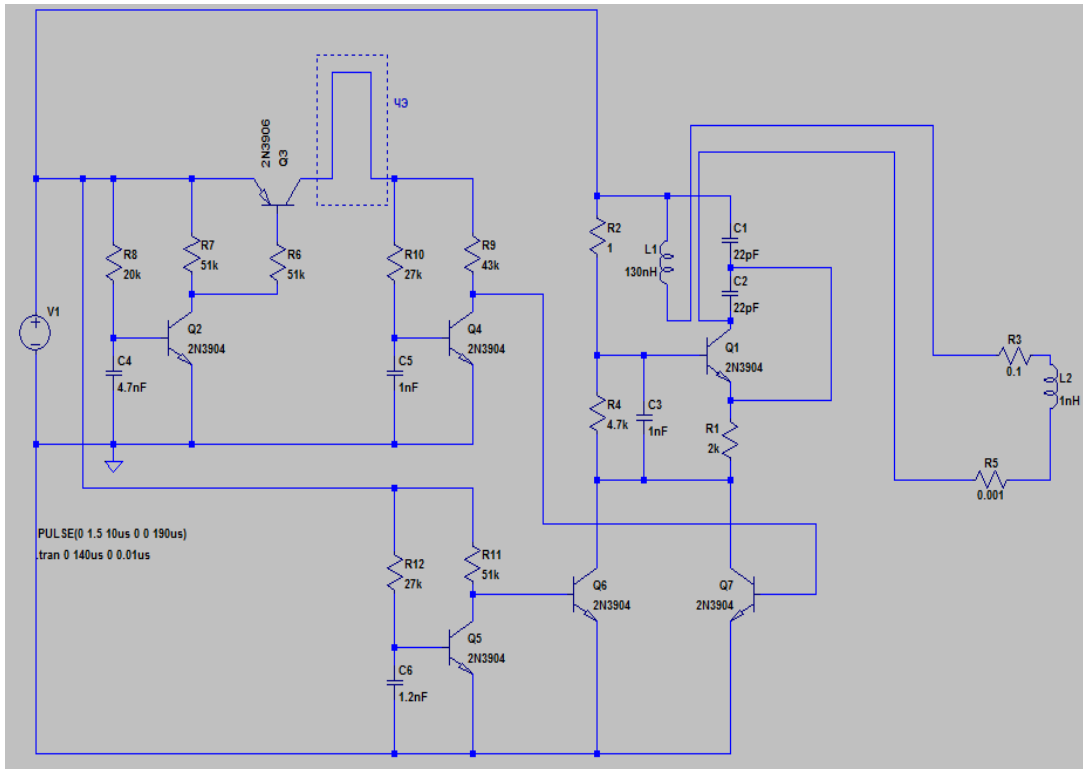 ЧЭ
2N3906
Q3
R8
20k
R7
51k
R6
51k
R10
27k
R9
43k
R2
1
L1
130nH
C1
22pF
C2
22pF
V1
Q2
2N3904
Q4
2N3904
Q1
2N3904
C4
4.7nF
C5
1nF
R3
0.1
L2
1nH
R4
4.7k
C3
1nF
R1
2k
R5
0.001
PULSE(0 1.5 10us 0 0 190us)
.tran 0 140us 0 0.01us
R12
27k
R11
51k
Q6
2N3904
Q7
2N3904
Q5
2N3904
C6
1.2nF